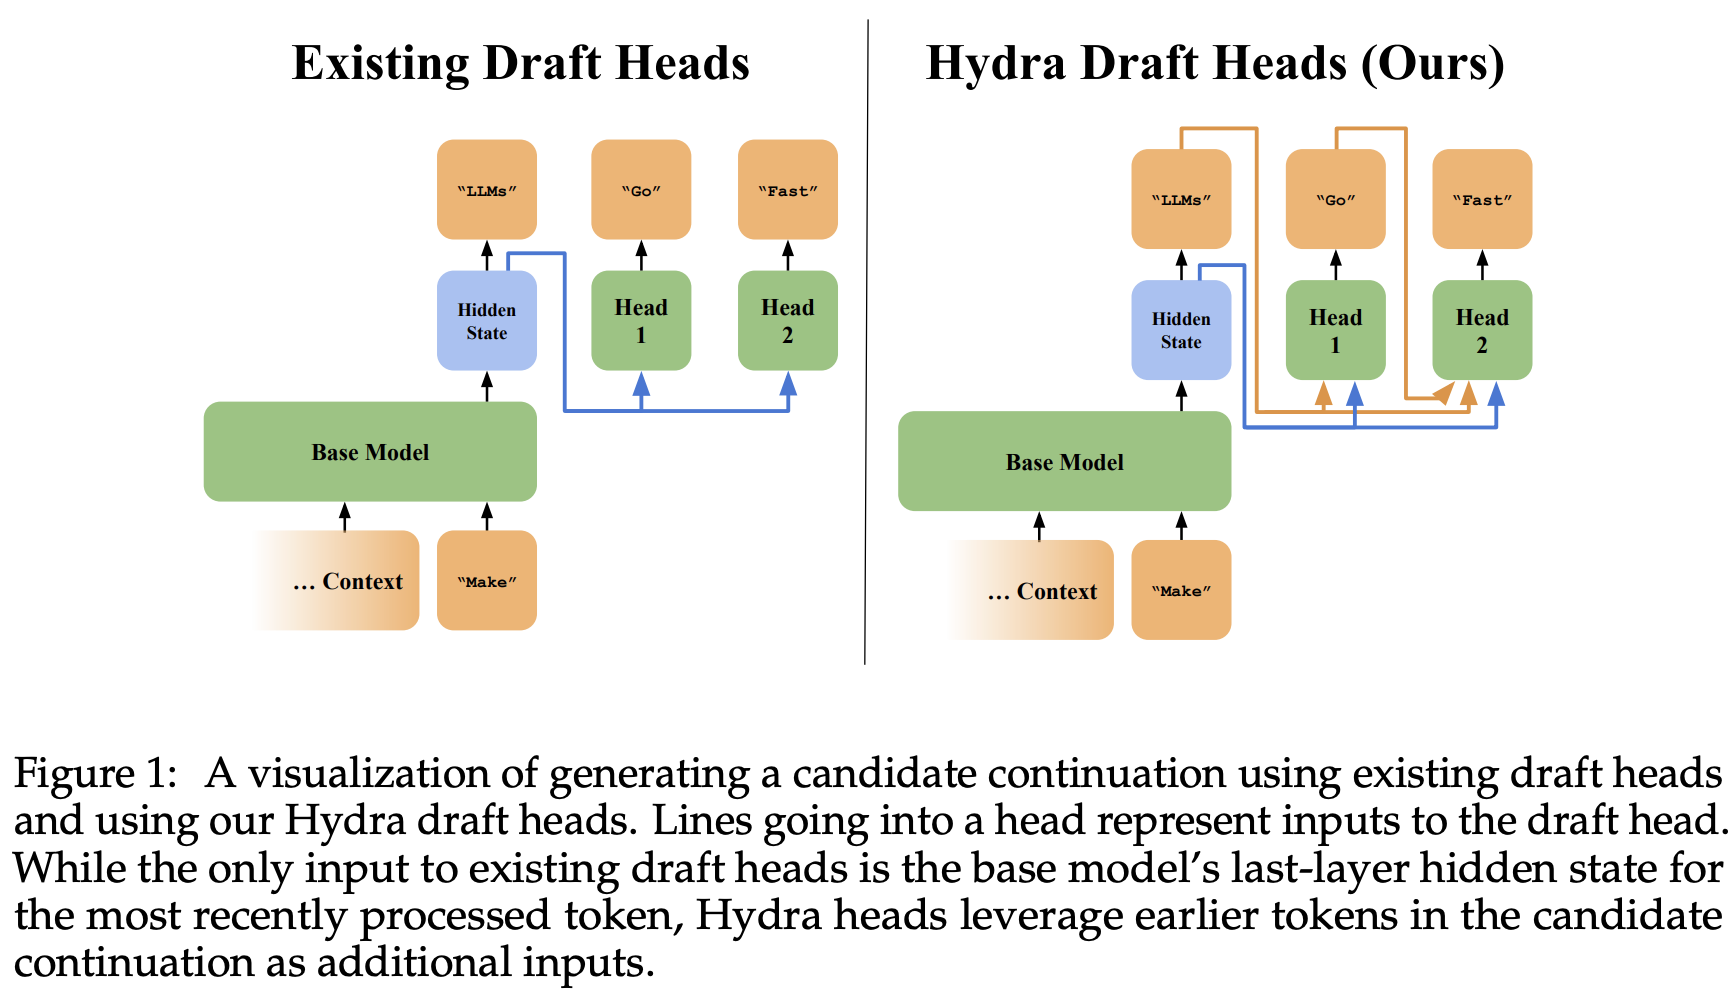 Existing Draft Heads
“LLMs”
“Go”
“Fast”
Hidden
State
Head
1
Head
2
Base Model
... Context
“Make”
Hydra Draft Heads (Ours)
“LLMs”
“Go”
“Fast”
Hidden
State
Head
1
Head
2
Base Model
... Context
“Make”
Figure 1: A visualization of generating a candidate continuation using existing draft heads
and using our Hydra draft heads. Lines going into a head represent inputs to the draft head.
While the only input to existing draft heads is the base model’s last-layer hidden state for
the most recently processed token, Hydra heads leverage earlier tokens in the candidate
continuation as additional inputs.